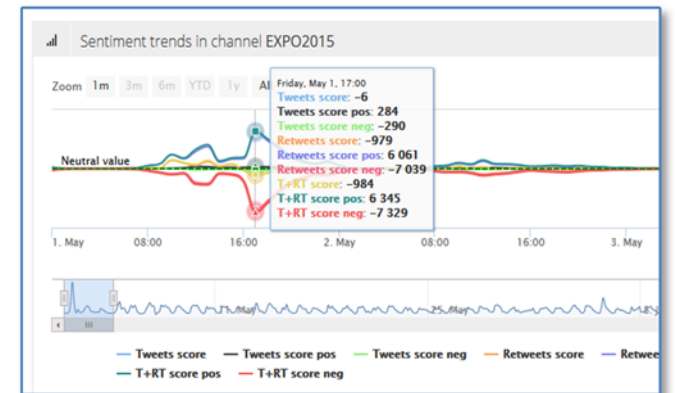 Sentiment trends in channel EXPO2015
Zoom 1m 3m 6m YTD 1y Al
Friday, May 1, 17:00
Tweets score: −6
Tweets score pos: 284
Tweets score neg: −290
Retweets score: −979
Retweets score pos: 6 061
Retweets score neg: −7 039
T+RT score: −984
T+RT score pos: 6 345
T+RT score neg: −7 329
Neutral value
1. May 08:00 16:00 2. May 08:00 16:00 3. May
11. May 25. May
Tweets score Tweets score pos Tweets score neg Retweets score Retwee
T+RT score pos T+RT score neg